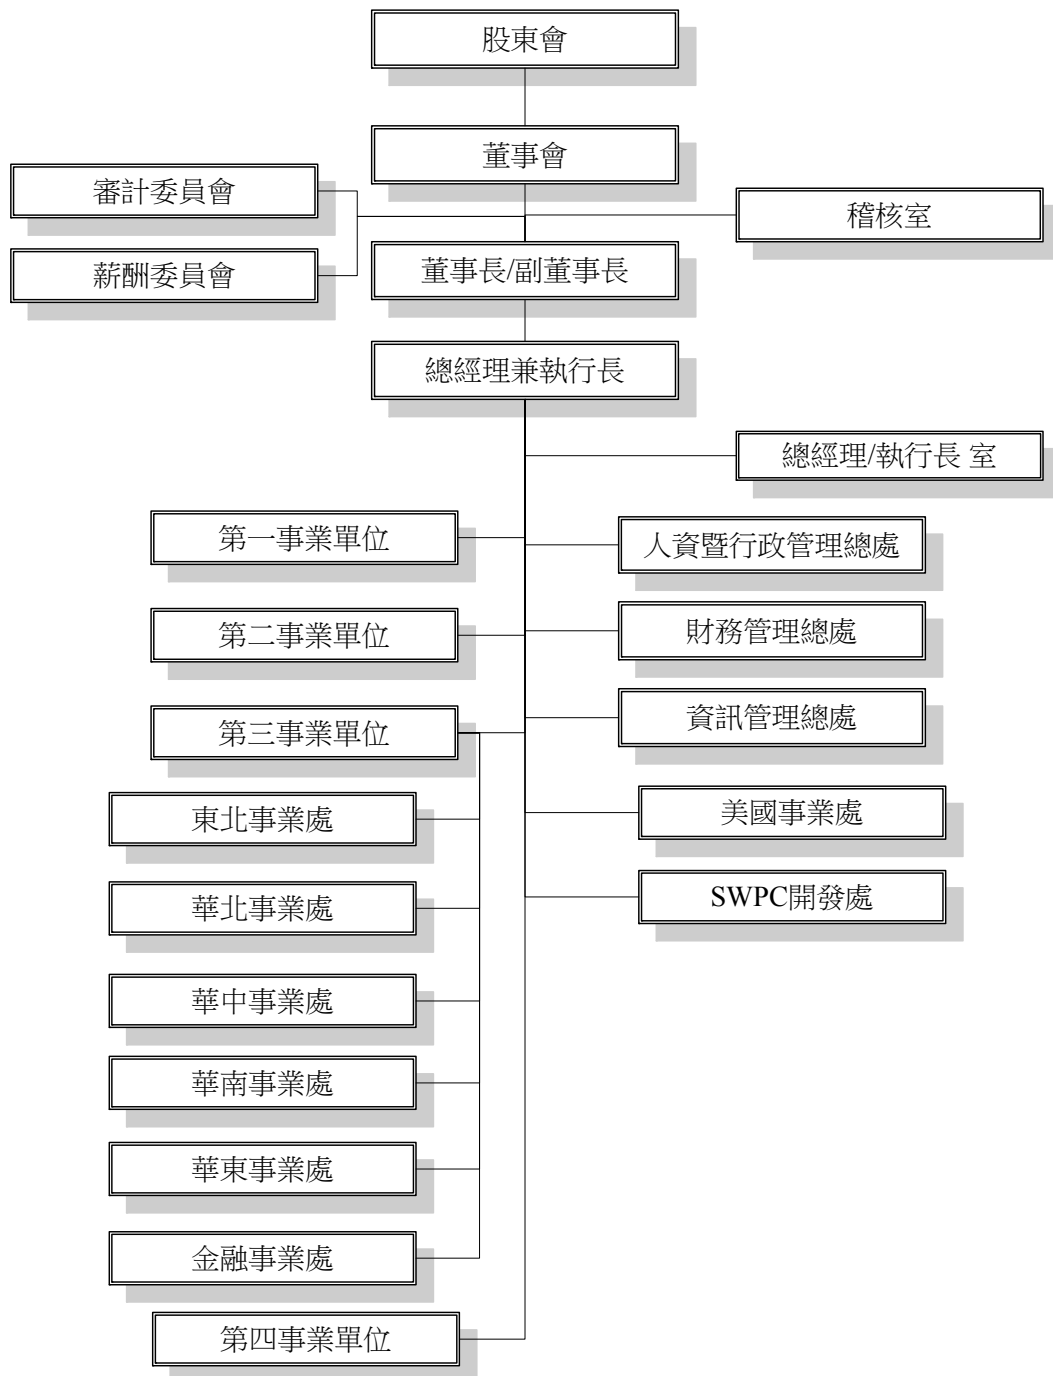 股東會
董事會
審計委員會
稽核室
薪酬委員會
董事長/副董事長
總經理兼執行長
總經理/執行長 室
第一事業單位
人資暨行政管理總處
第二事業單位
財務管理總處
第三事業單位
資訊管理總處
東北事業處
美國事業處
華北事業處
SWPC開發處
華中事業處
華南事業處
華東事業處
金融事業處
第四事業單位